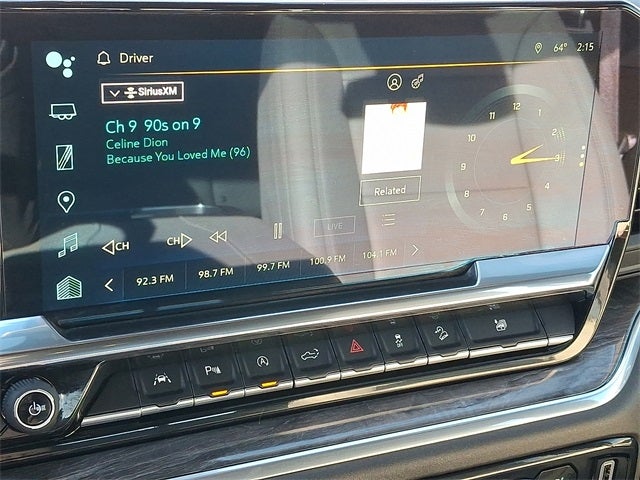 Driver
64° 2:15
SiriusXM
Ch 9 90s on 9
Celine Dion
Because You Loved Me (96)
Related
CH
CH
LIVE
92.3 FM
98.7 FM
99.7 FM
100.9 FM
104.1 FM
12
2
3
4
5
6
7
8
9
10
11
A
OFF